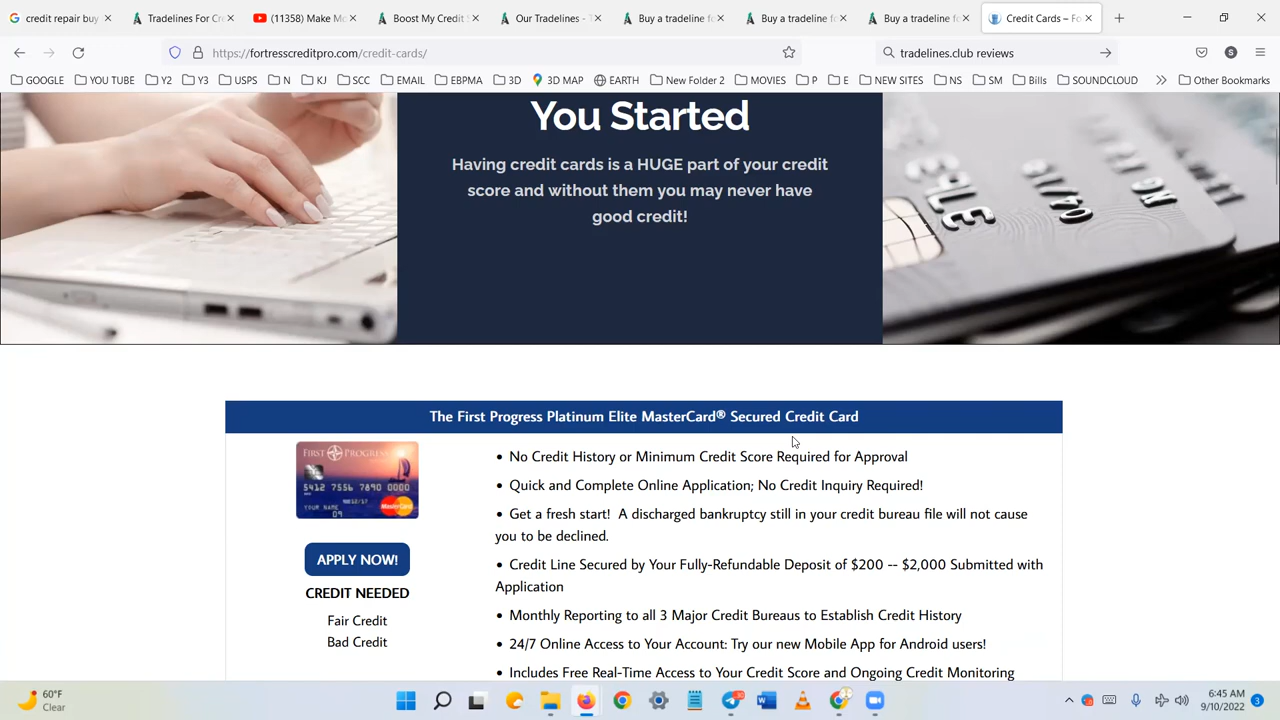 credit repair buy
Tradelines For Cre
(11358) Make Mo
Boost My Credit S
Our Tradelines - T
Buy a tradeline fo
Buy a tradeline fo
Buy a tradeline fo
Credit Cards – Fo
https://fortresscreditpro.com/credit-cards/
tradelines.club reviews
S
GOOGLE
YOU TUBE
Y2
Y3
USPS
N
KJ
SCC
EMAIL
EBPMA
3D
3D MAP
EARTH
New Folder 2
MOVIES
P
E
NEW SITES
NS
SM
Bills
SOUNDCLOUD
Other Bookmarks
You Started
Having credit cards is a HUGE part of your credit
score and without them you may never have
good credit!
The First Progress Platinum Elite MasterCard® Secured Credit Card
FIRST PROGRESS
5412 7556 7890 0000
YOUR NAME
09
MasterCard
APPLY NOW!
CREDIT NEEDED
Fair Credit
Bad Credit
• No Credit History or Minimum Credit Score Required for Approval
• Quick and Complete Online Application; No Credit Inquiry Required!
• Get a fresh start! A discharged bankruptcy still in your credit bureau file will not cause
you to be declined.
• Credit Line Secured by Your Fully-Refundable Deposit of $200 -- $2,000 Submitted with
Application
• Monthly Reporting to all 3 Major Credit Bureaus to Establish Credit History
• 24/7 Online Access to Your Account: Try our new Mobile App for Android users!
• Includes Free Real-Time Access to Your Credit Score and Ongoing Credit Monitoring
60°F
Clear
6:45 AM
9/10/2022
3